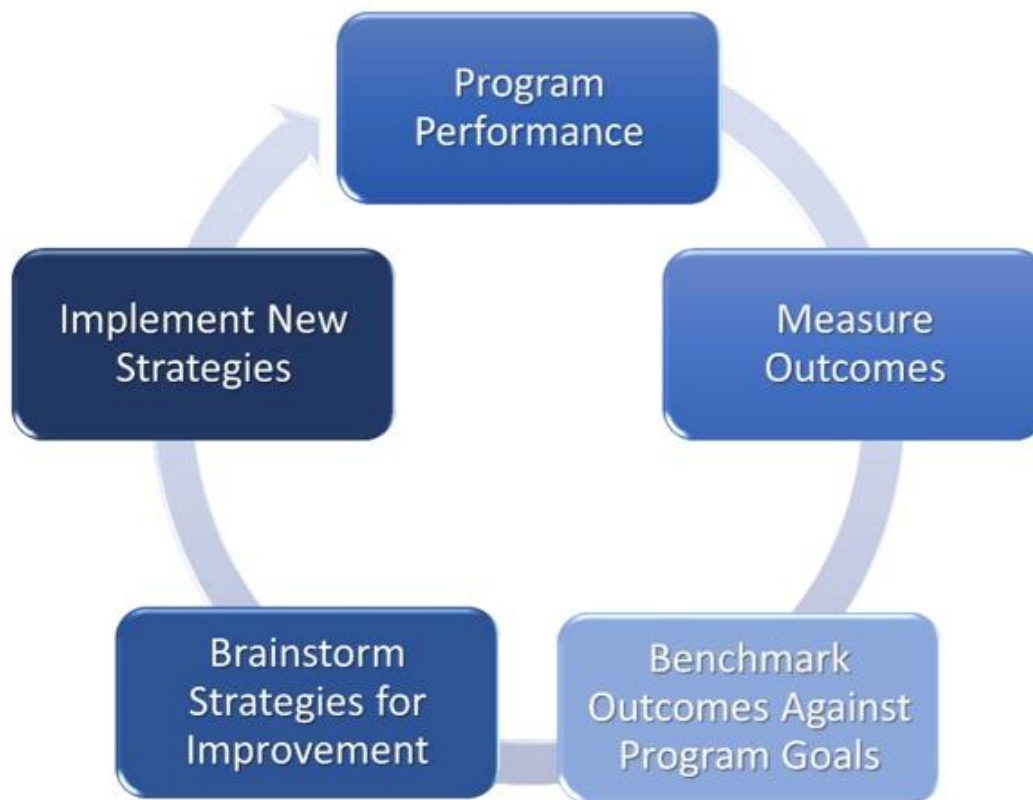 Program
Performance
Measure
Outcomes
Benchmark
Outcomes Against
Program Goals
Brainstorm
Strategies for
Improvement
Implement New
Strategies